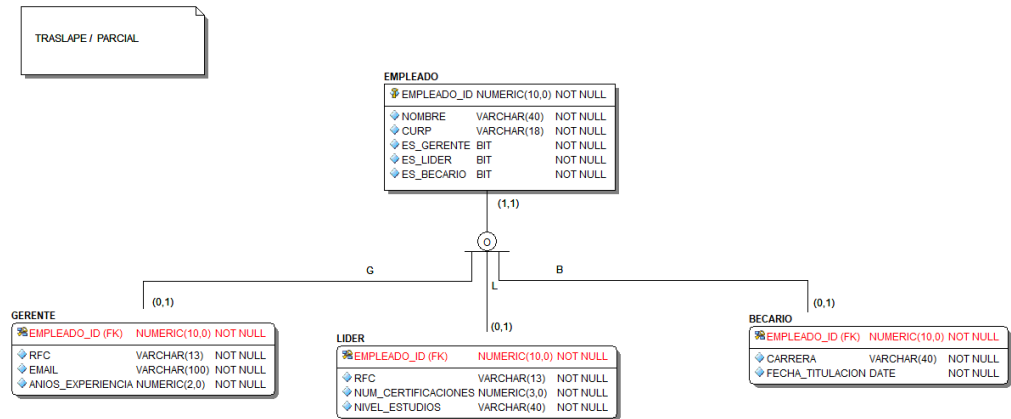 TRASLAPE / PARCIAL
EMPLEADO
EMPLEADO_ID NUMERIC(10,0) NOT NULL
NOMBRE VARCHAR(40) NOT NULL
CURP VARCHAR(18) NOT NULL
ES_GERENTE BIT NOT NULL
ES_LIDER BIT NOT NULL
ES_BECARIO BIT NOT NULL
(1,1)
O
G
L
B
(0,1)
(0,1)
(0,1)
GERENTE
EMPLEADO_ID (FK) NUMERIC(10,0) NOT NULL
RFC VARCHAR(13) NOT NULL
EMAIL VARCHAR(100) NOT NULL
ANIOS_EXPERIENCIA NUMERIC(2,0) NOT NULL
LIDER
EMPLEADO_ID (FK) NUMERIC(10,0) NOT NULL
RFC VARCHAR(13) NOT NULL
NUM_CERTIFICACIONES NUMERIC(3,0) NOT NULL
NIVEL_ESTUDIOS VARCHAR(40) NOT NULL
BECARIO
EMPLEADO_ID (FK) NUMERIC(10,0) NOT NULL
CARRERA VARCHAR(40) NOT NULL
FECHA_TITULACION DATE NOT NULL